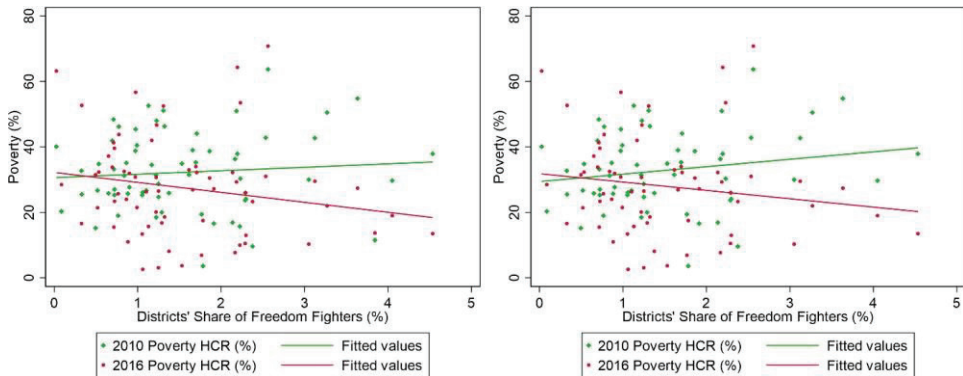 80
60
40
20
0
Poverty (%)
0 1 2 3 4 5
Districts' Share of Freedom Fighters (%)
2010 Poverty HCR (%) Fitted values
2016 Poverty HCR (%) Fitted values
80
60
40
20
0
Poverty (%)
0 1 2 3 4 5
Districts' Share of Freedom Fighters (%)
2010 Poverty HCR (%) Fitted values
2016 Poverty HCR (%) Fitted values